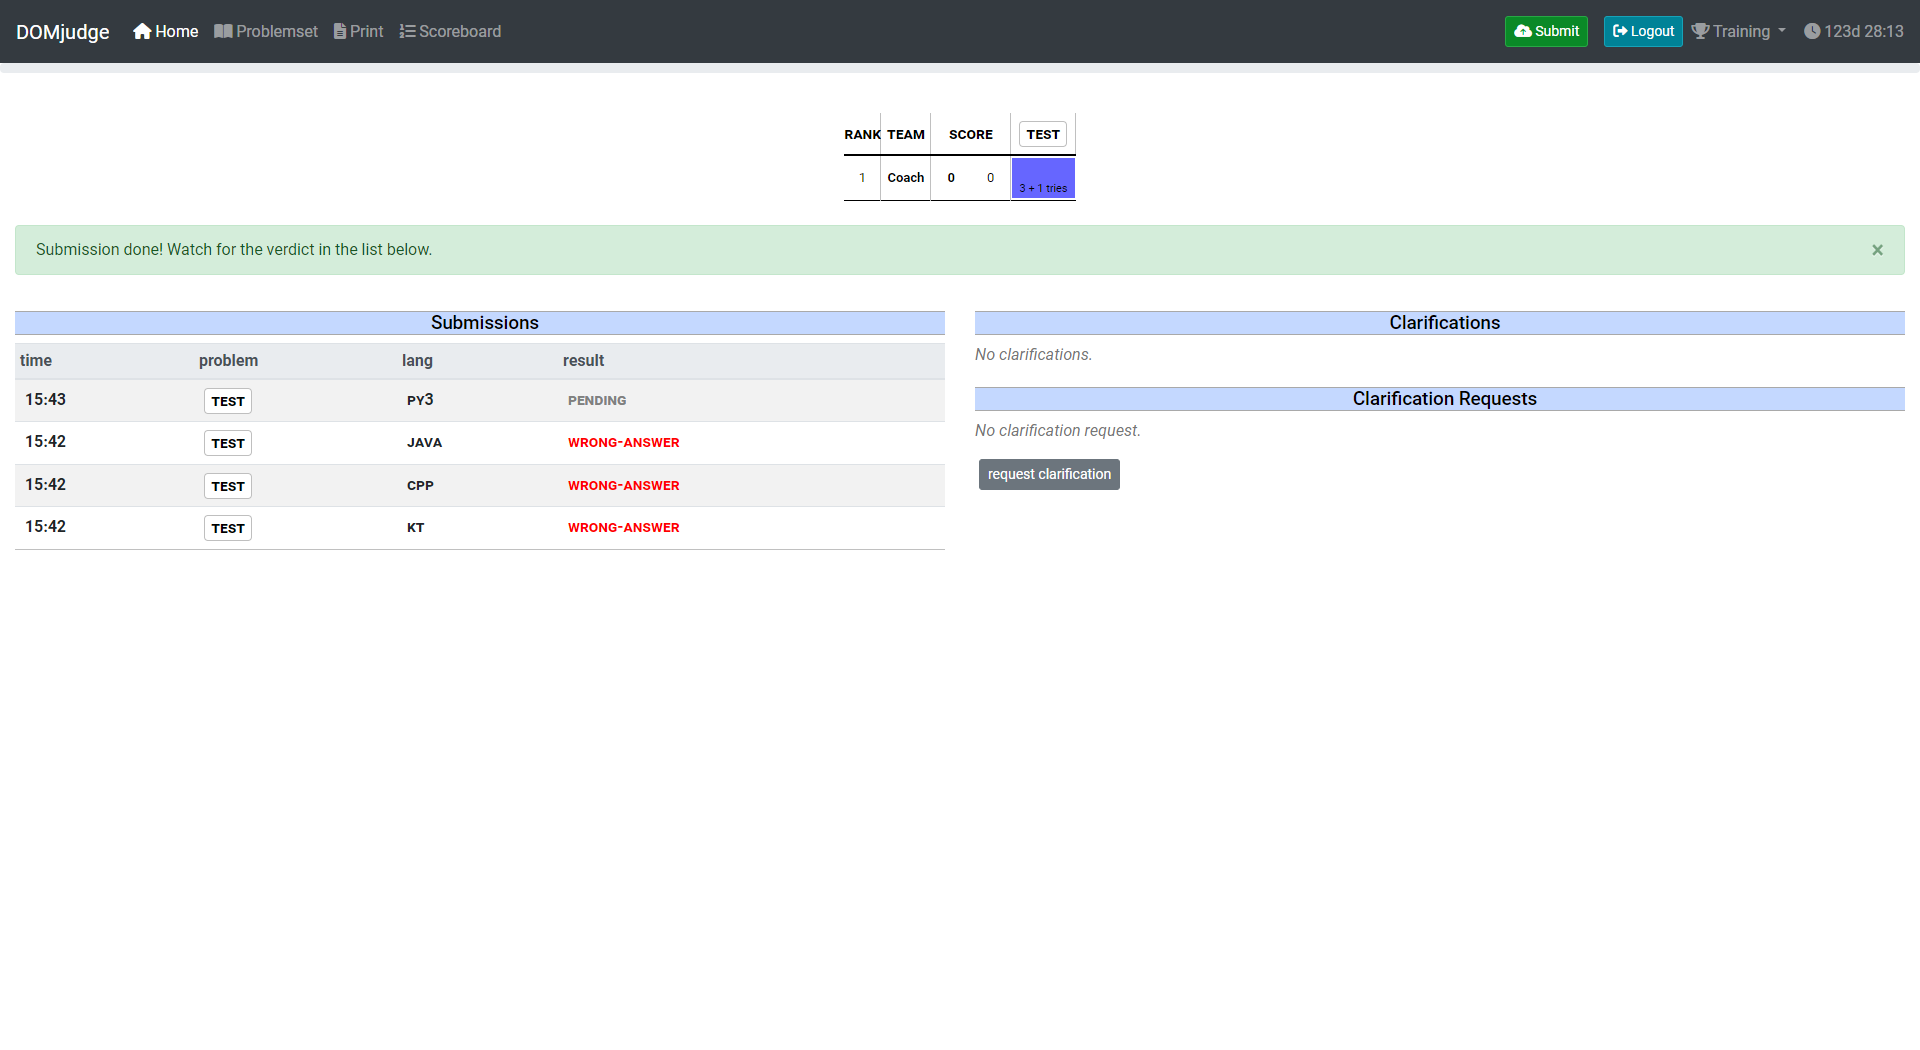 DOMjudge Home Problemset Print Scoreboard Submit Logout Training 123d 28:13
RANK TEAM SCORE TEST
1 Coach 0 0 3 + 1 tries
Submission done! Watch for the verdict in the list below. ×
Submissions
time problem lang result
15:43 TEST PY3 PENDING
15:42 TEST JAVA WRONG-ANSWER
15:42 TEST CPP WRONG-ANSWER
15:42 TEST KT WRONG-ANSWER
Clarifications
No clarifications.
Clarification Requests
No clarification request.
request clarification